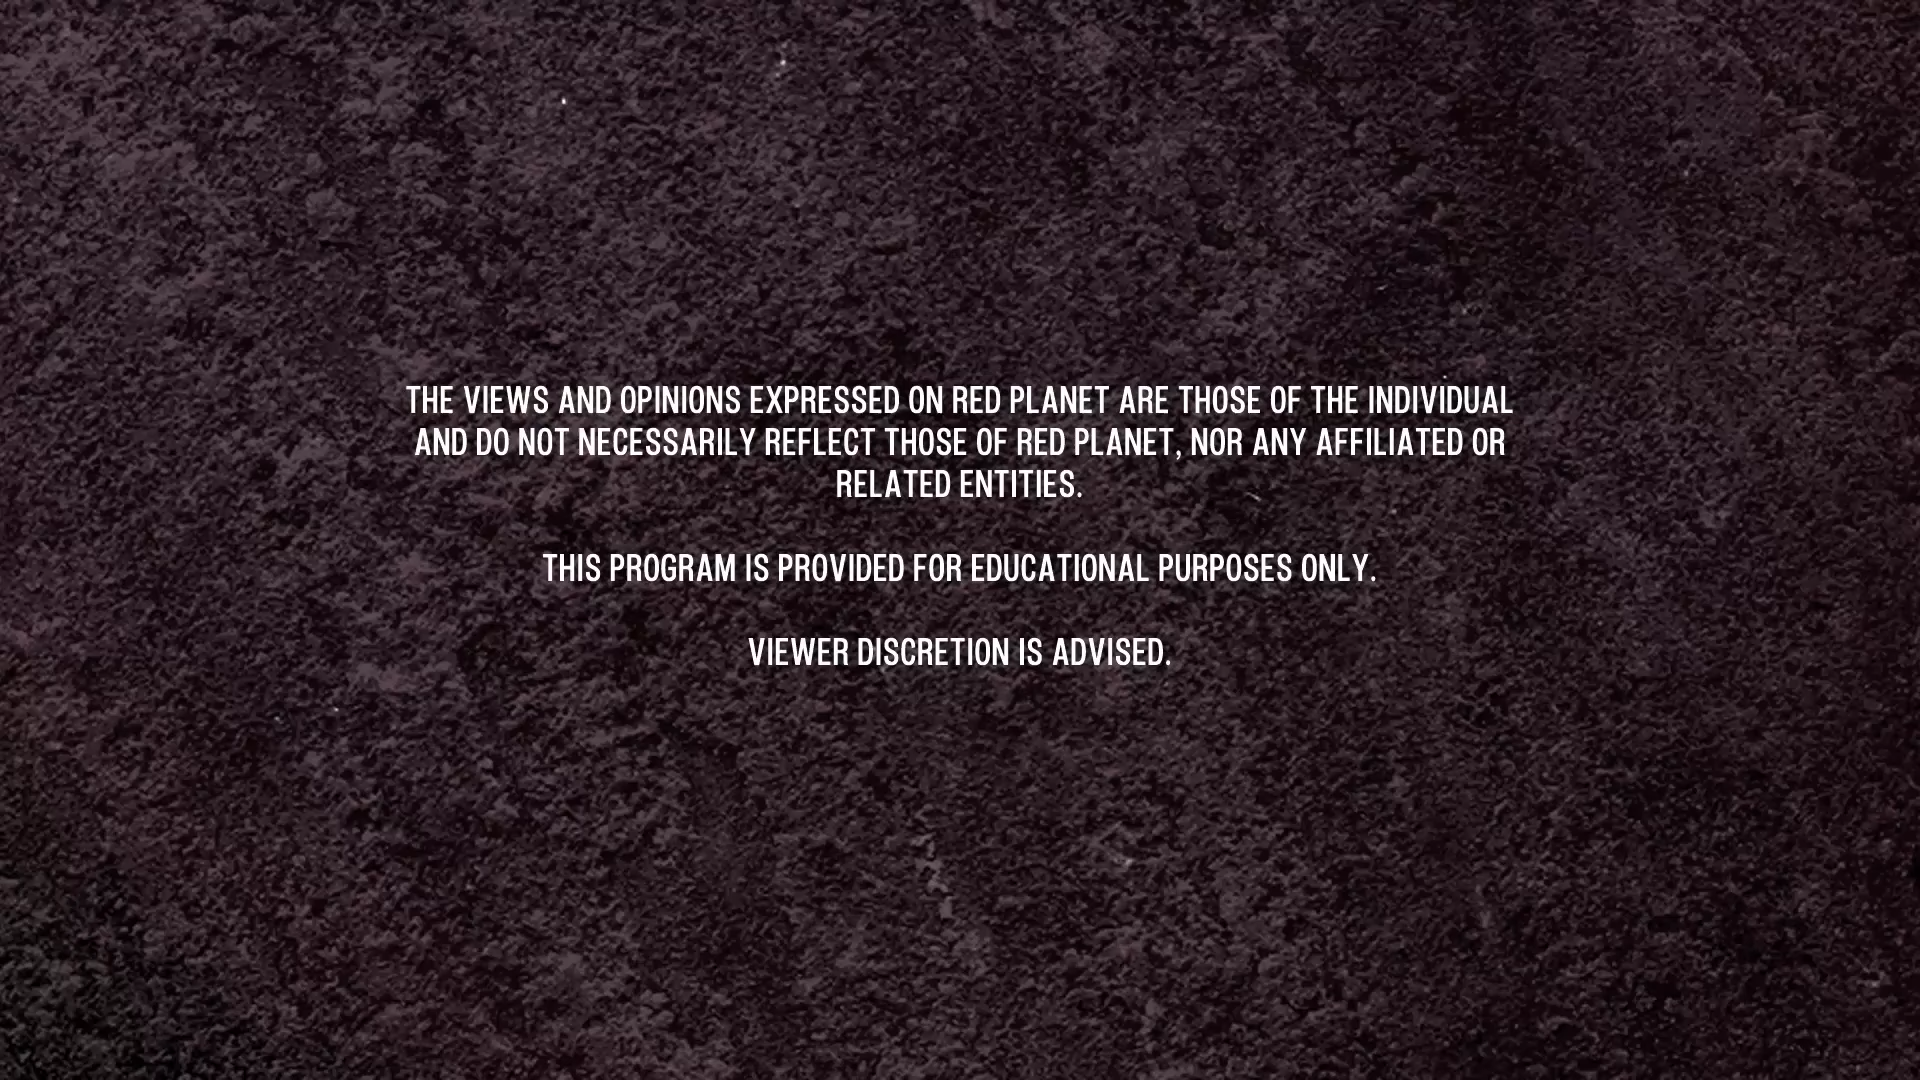 THE VIEWS AND OPINIONS EXPRESSED ON RED PLANET ARE THOSE OF THE INDIVIDUAL
AND DO NOT NECESSARILY REFLECT THOSE OF RED PLANET, NOR ANY AFFILIATED OR
RELATED ENTITIES.
THIS PROGRAM IS PROVIDED FOR EDUCATIONAL PURPOSES ONLY.
VIEWER DISCRETION IS ADVISED.